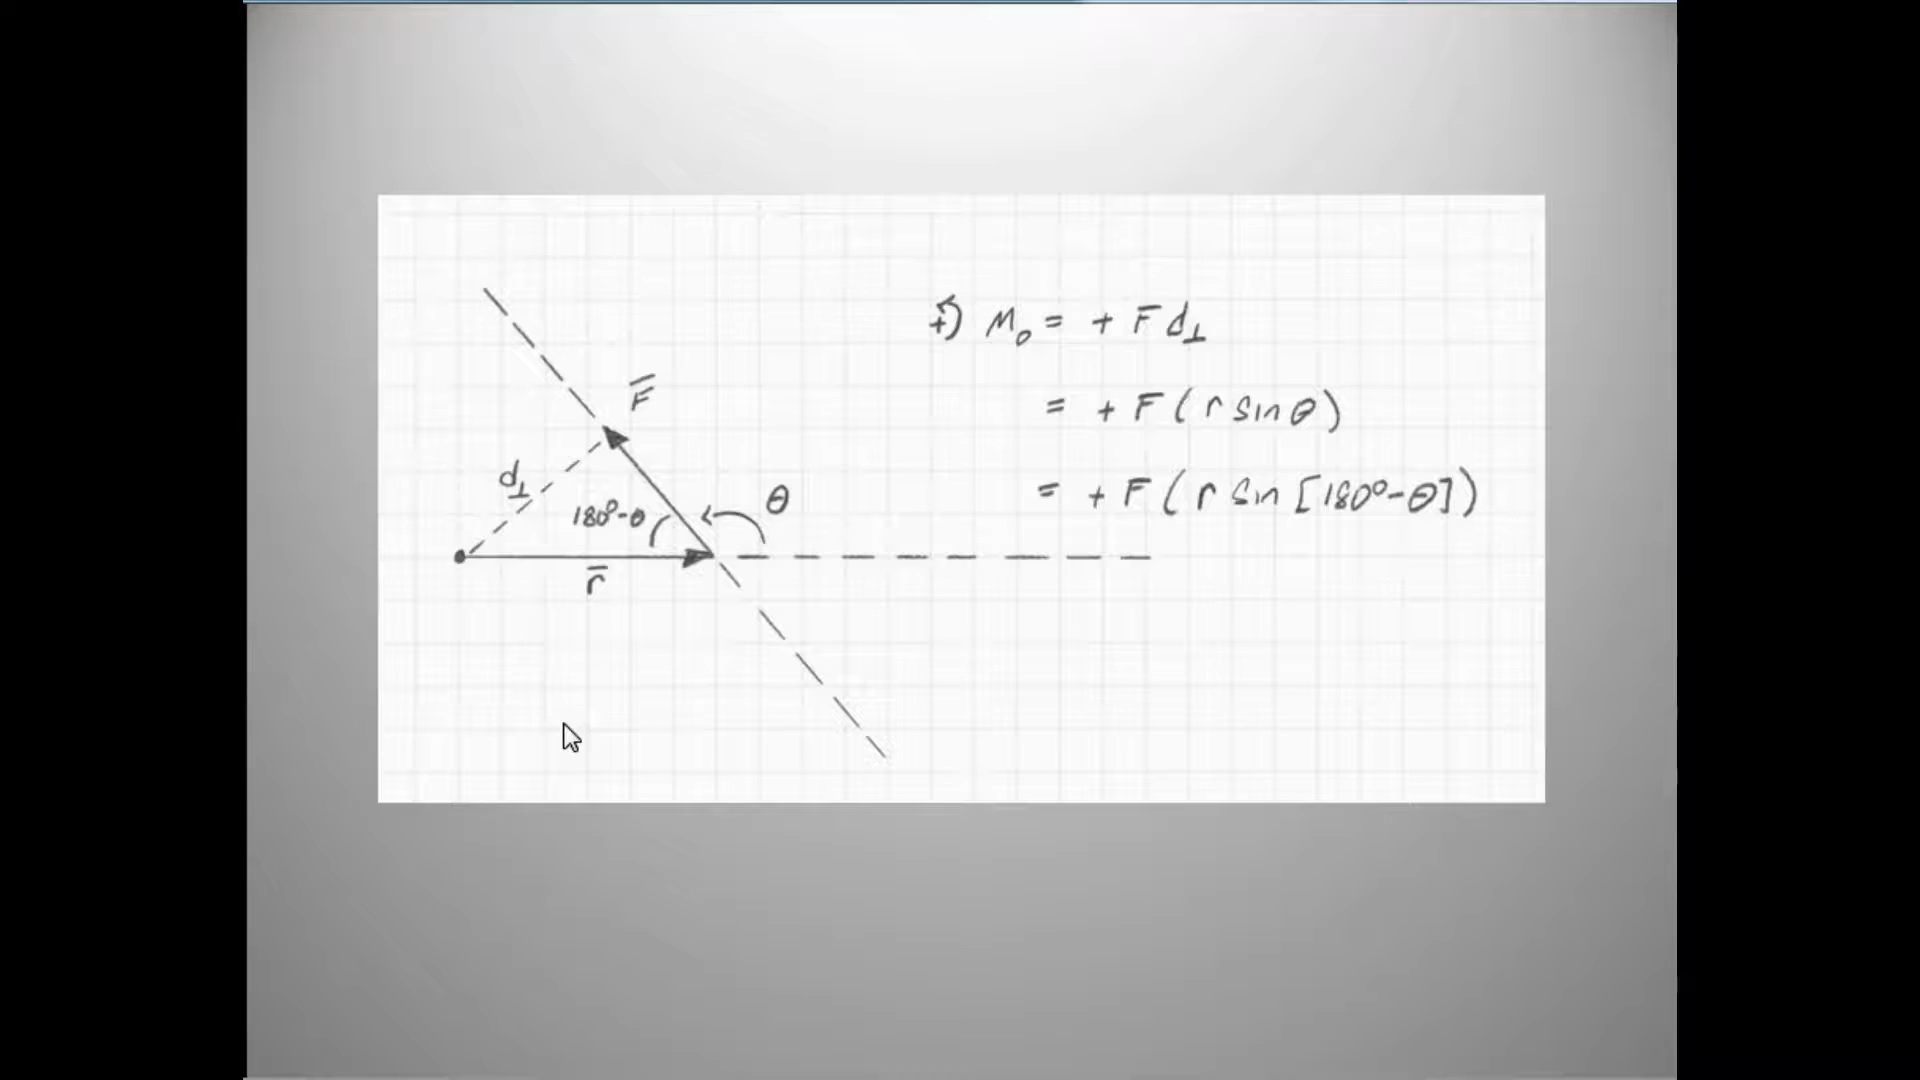 +) M₀ = + F d⊥
= + F ( r sin θ )
= + F ( r sin [180° - θ] )
F̅
d⊥
180° - θ
θ
r̅